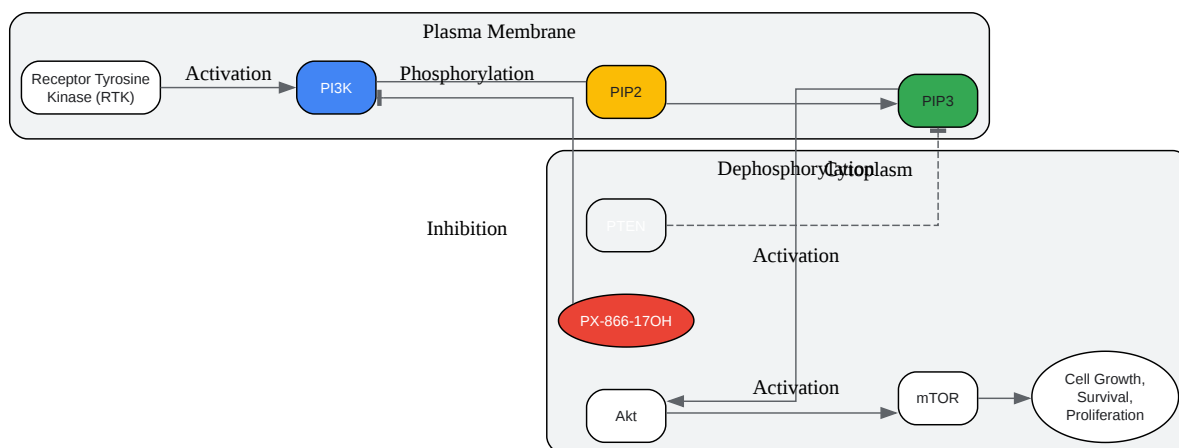 Plasma Membrane
Receptor Tyrosine
Kinase (RTK)
Activation
PI3K
Phosphorylation
PIP2
PIP3
Dephosphorylation
Cytoplasm
PTEN
Inhibition
Activation
PX-866-17OH
Akt
Activation
mTOR
Cell Growth,
Survival,
Proliferation